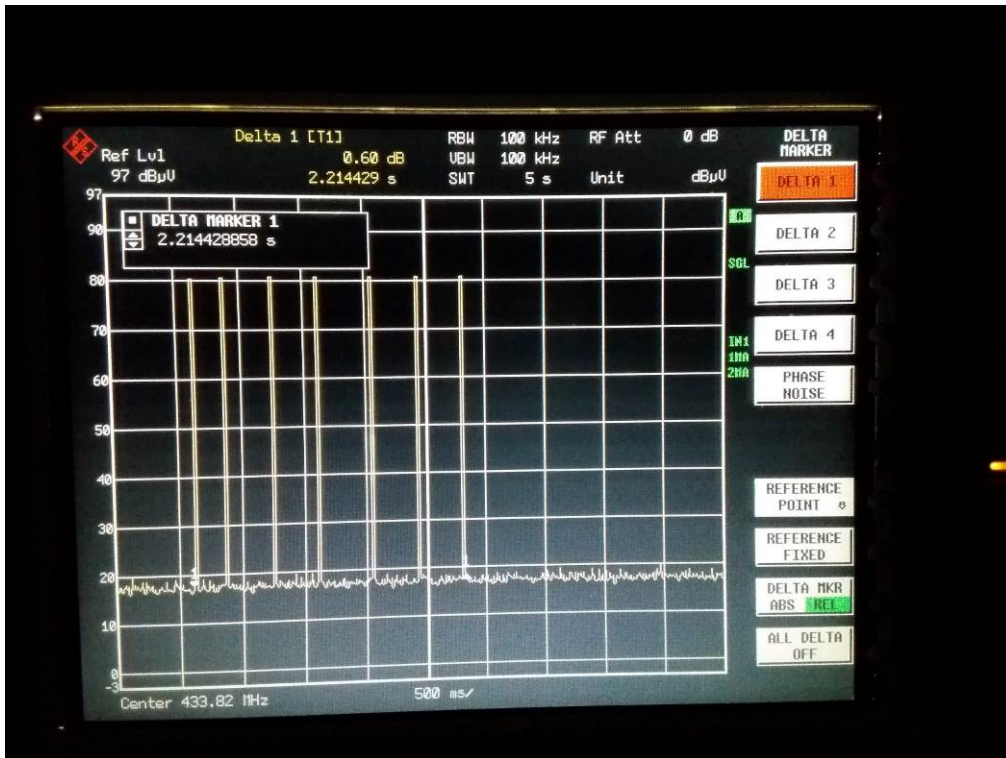 Delta 1 [T1] RBW 100 kHz RF Att 0 dB
Ref Lvl 0.60 dB VBW 100 kHz
97 dBµV 2.214429 s SWT 5 s Unit dBµV
DELTA MARKER
DELTA 1
DELTA 2
DELTA 3
DELTA 4
PHASE NOISE
REFERENCE POINT
REFERENCE FIXED
DELTA MKR
ABS REL
ALL DELTA OFF
97
90
80
70
60
50
40
30
20
10
0
-3
DELTA MARKER 1
2.214428858 s
A
SGL
IN1
1MA
2MA
1
Center 433.82 MHz 500 ms/